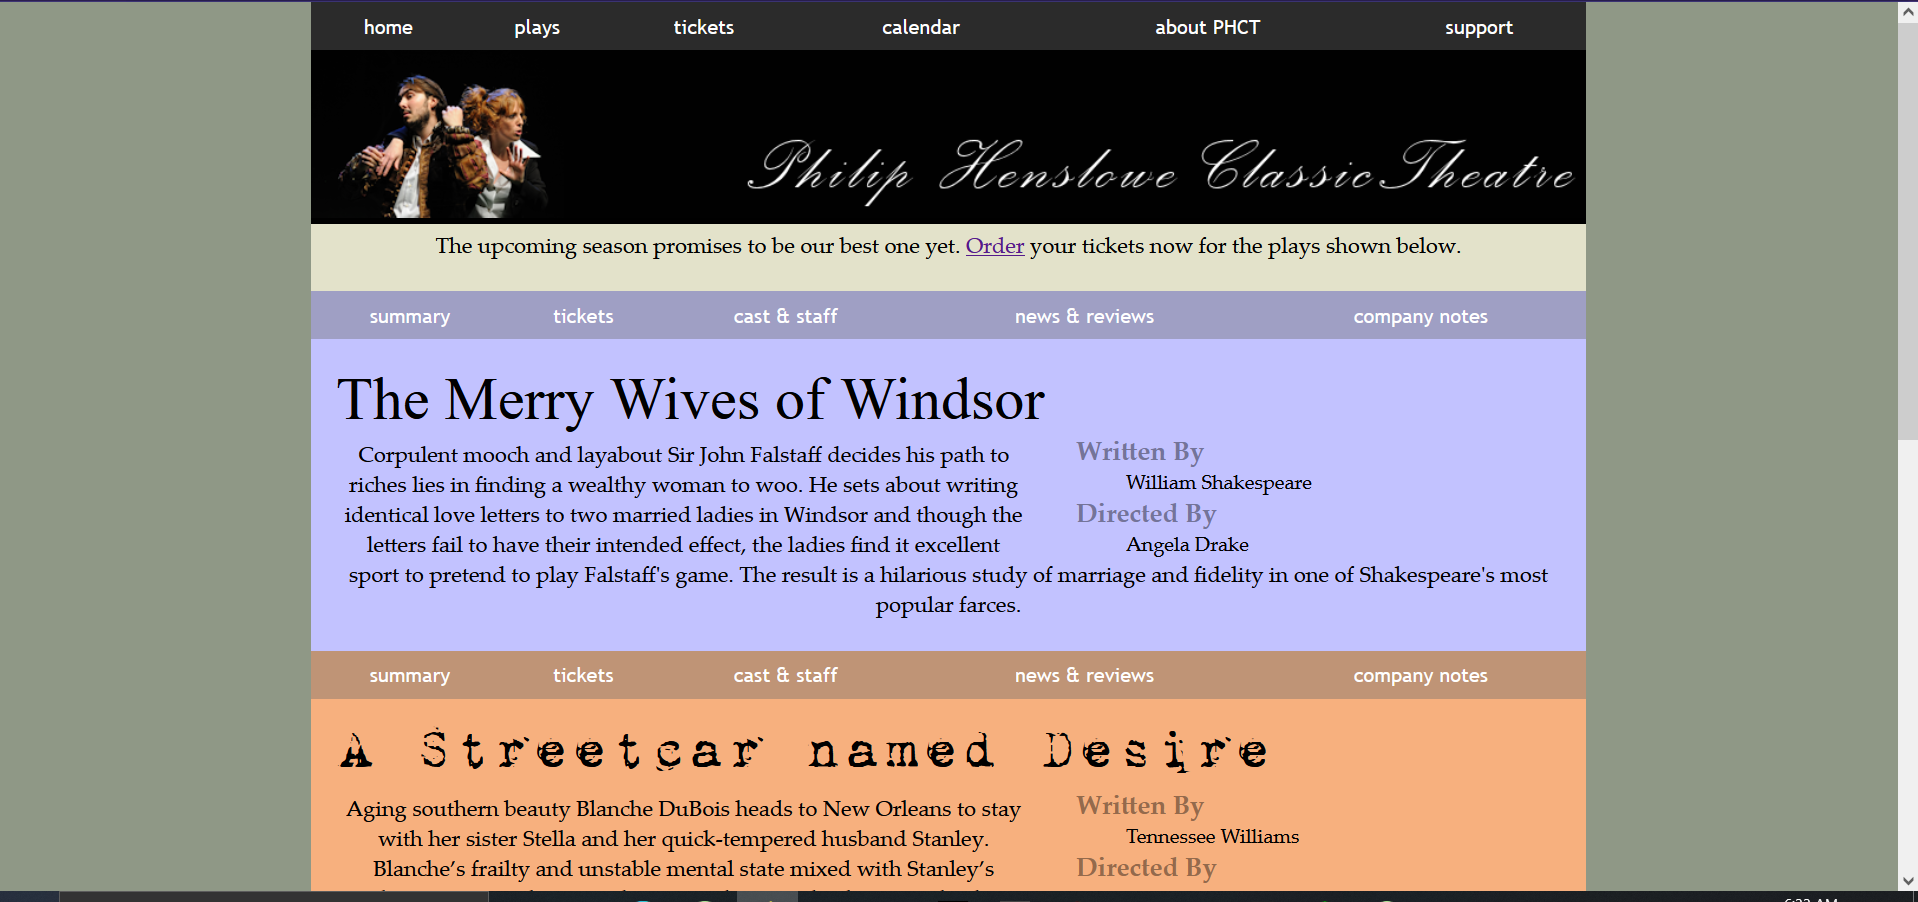 home plays tickets calendar about PHCT support
Philip Henslowe Classic Theatre
The upcoming season promises to be our best one yet. Order your tickets now for the plays shown below.
summary tickets cast & staff news & reviews company notes
The Merry Wives of Windsor
Corpulent mooch and layabout Sir John Falstaff decides his path to
riches lies in finding a wealthy woman to woo. He sets about writing
identical love letters to two married ladies in Windsor and though the
letters fail to have their intended effect, the ladies find it excellent
sport to pretend to play Falstaff's game. The result is a hilarious study of marriage and fidelity in one of Shakespeare's most
popular farces.
Written By
William Shakespeare
Directed By
Angela Drake
summary tickets cast & staff news & reviews company notes
A Streetcar named Desire
Aging southern beauty Blanche DuBois heads to New Orleans to stay
with her sister Stella and her quick-tempered husband Stanley.
Blanche’s frailty and unstable mental state mixed with Stanley’s
Written By
Tennessee Williams
Directed By